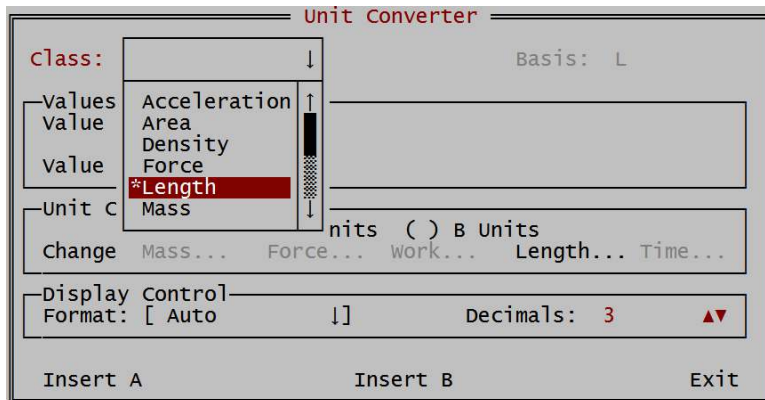 Unit Converter
Class: ↓ Basis: L
Values
Value
Value
Acceleration ↑
Area
Density
Force
*Length
Mass ↓
Unit C
nits ( ) B Units
Change Mass... Force... Work... Length... Time...
Display Control
Format: [ Auto ↓] Decimals: 3 ▲▼
Insert A Insert B Exit